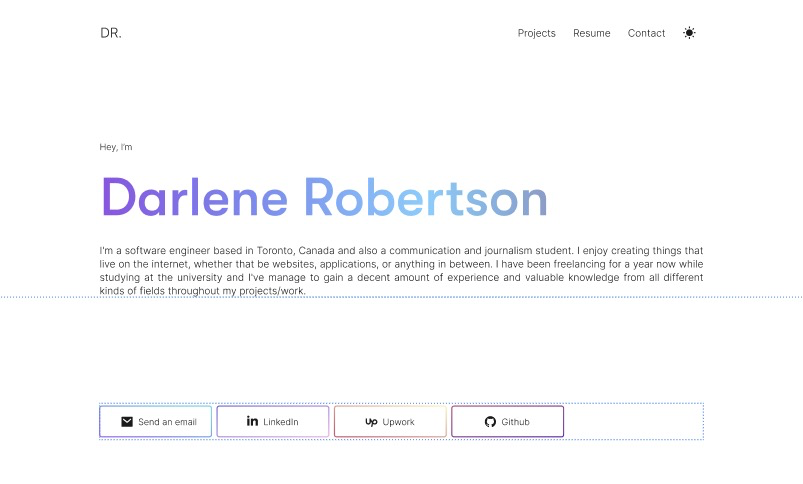 DR.
Projects Resume Contact
Hey, I'm
Darlene Robertson
I'm a software engineer based in Toronto, Canada and also a communication and journalism student. I enjoy creating things that
live on the internet, whether that be websites, applications, or anything in between. I have been freelancing for a year now while
studying at the university and I've manage to gain a decent amount of experience and valuable knowledge from all different
kinds of fields throughout my projects/work.
Send an email in LinkedIn up Upwork Github